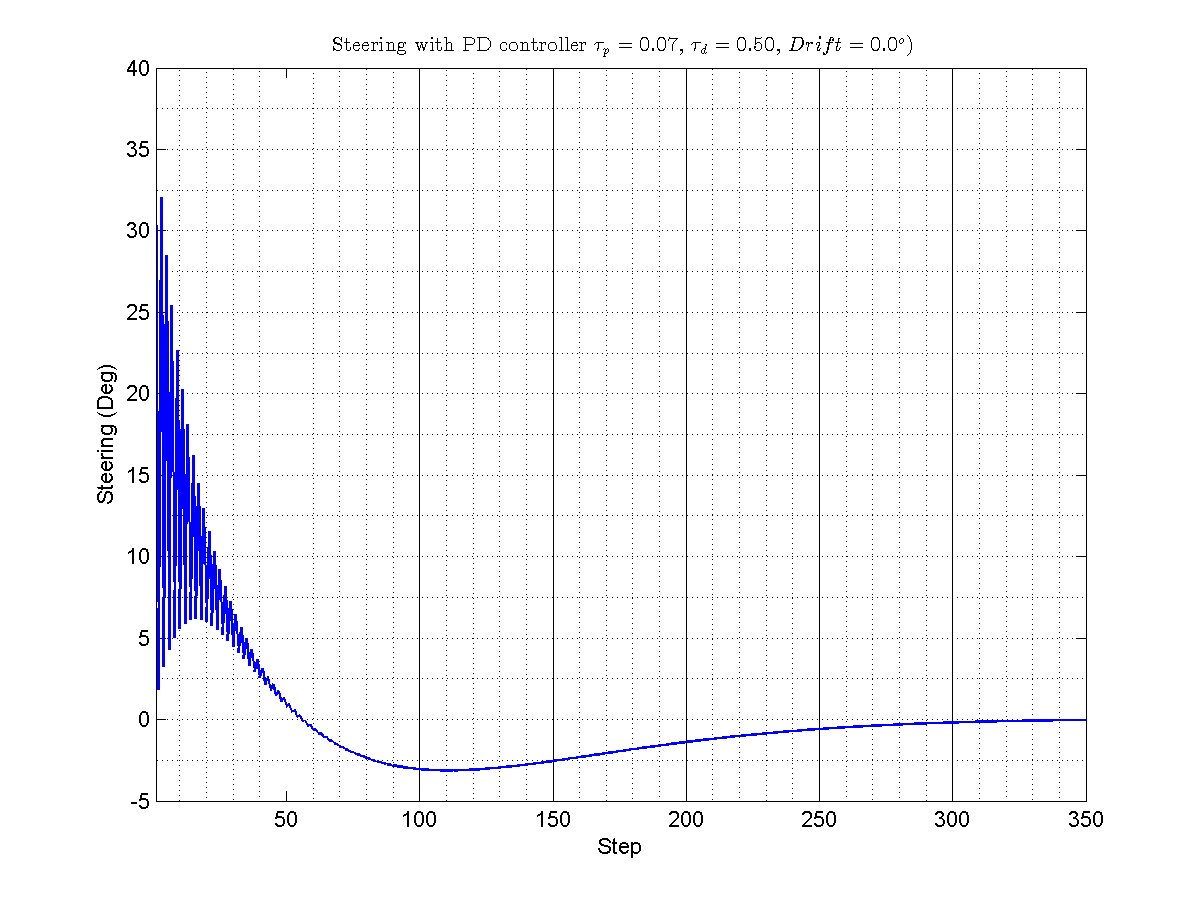 Steering with PD controller τp = 0.07, τd = 0.50, Drift = 0.0°)
40
35
30
25
20
15
10
5
0
-5
Steering (Deg)
50 100 150 200 250 300 350
Step